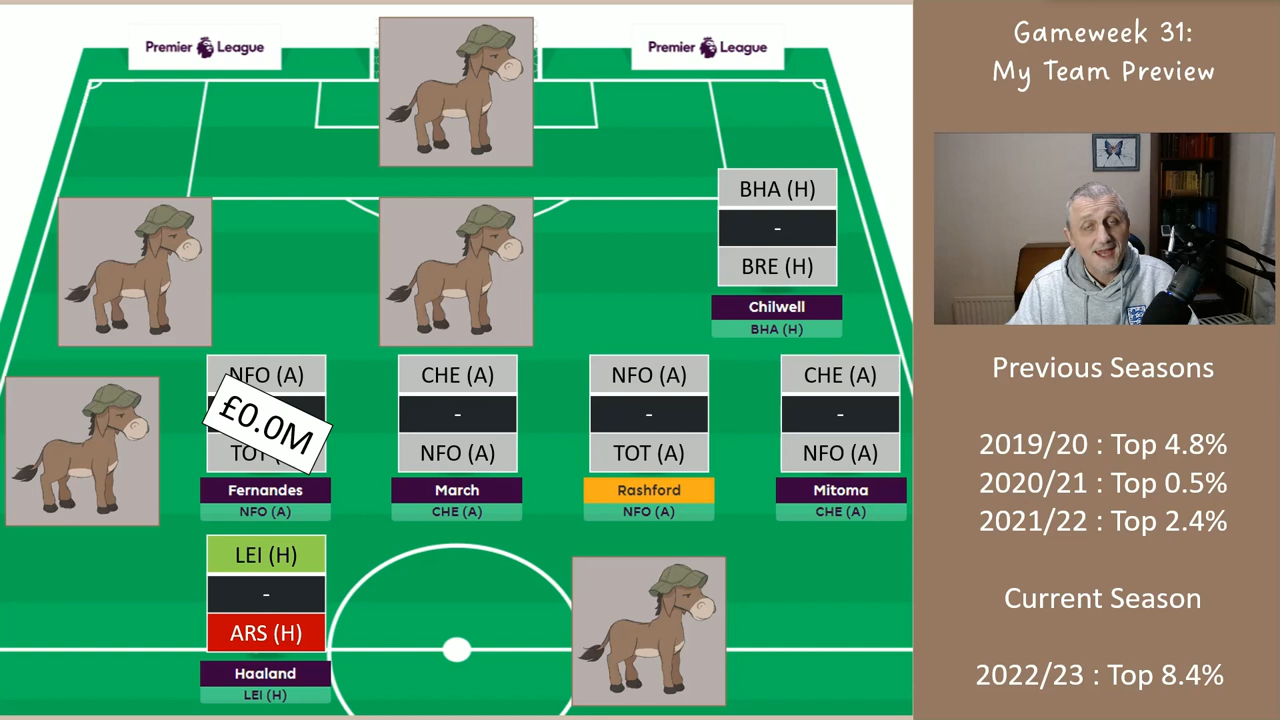 Premier League
Premier League
Gameweek 31:
My Team Preview
BHA (H)
-
BRE (H)
Chilwell
BHA (H)
NFO (A)
£0.0M
Fernandes
NFO (A)
CHE (A)
-
NFO (A)
March
CHE (A)
NFO (A)
-
TOT (A)
Rashford
NFO (A)
CHE (A)
-
NFO (A)
Mitoma
CHE (A)
LEI (H)
-
ARS (H)
Haaland
LEI (H)
Previous Seasons
2019/20 : Top 4.8%
2020/21 : Top 0.5%
2021/22 : Top 2.4%
Current Season
2022/23 : Top 8.4%